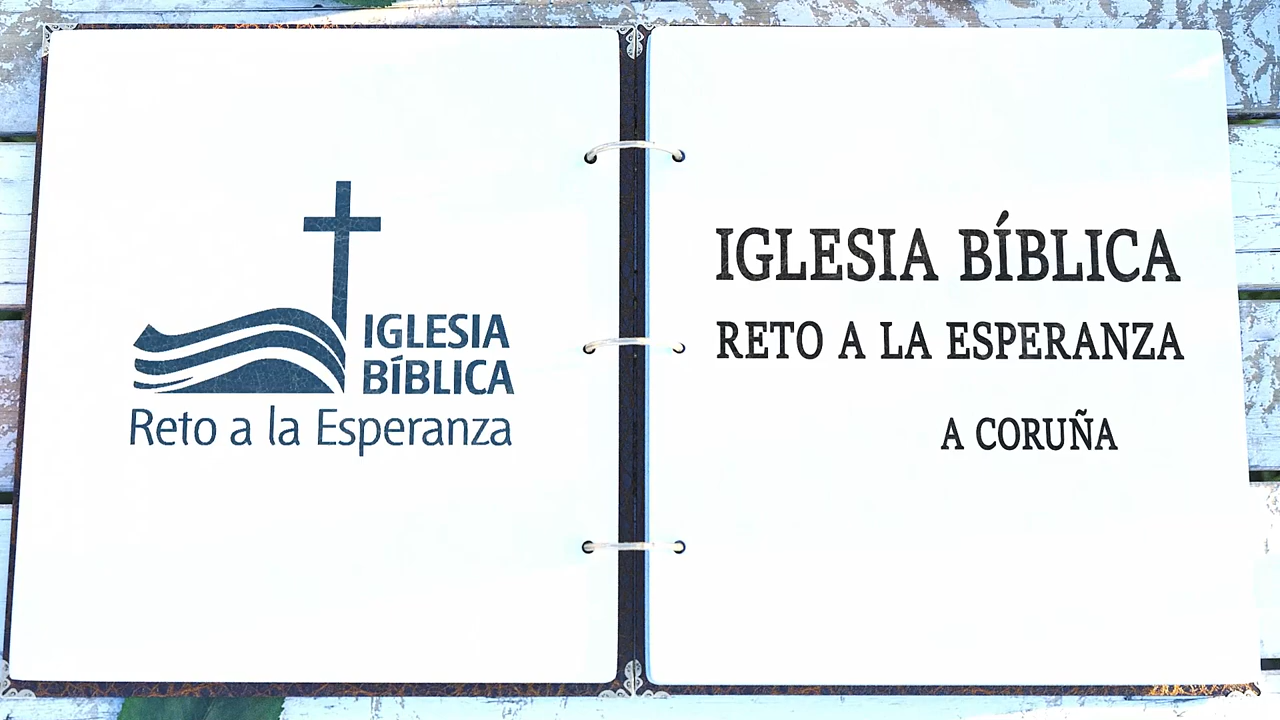 IGLESIA
BÍBLICA
Reto a la Esperanza
IGLESIA BÍBLICA
RETO A LA ESPERANZA
A CORUÑA